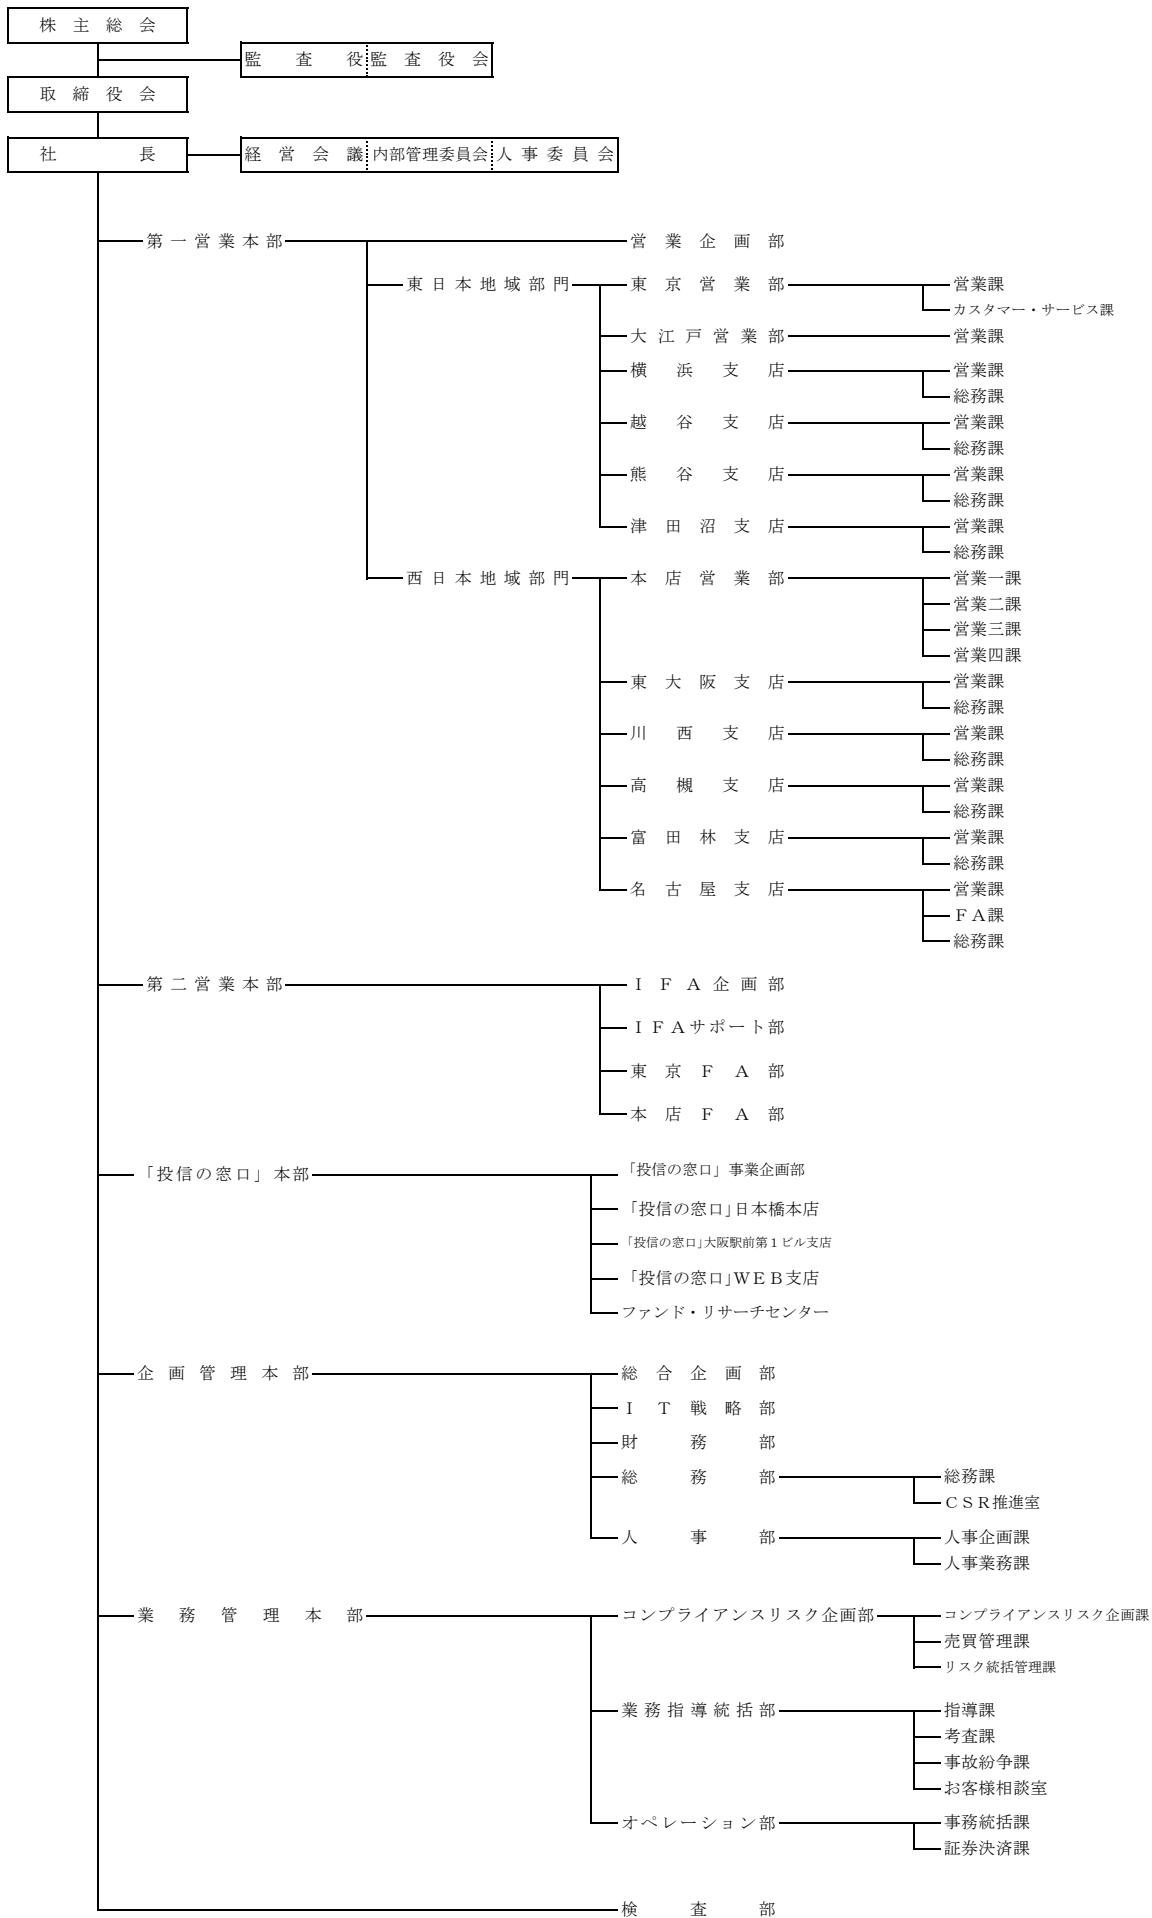 株主総会
監査役 監査役会
取締役会
社長 経営会議 内部管理委員会 人事委員会
第一営業本部 営業企画部
東日本地域部門 東京営業部 営業課
カスタマー・サービス課
大江戸営業部 営業課
横浜支店 営業課
総務課
越谷支店 営業課
総務課
熊谷支店 営業課
総務課
津田沼支店 営業課
総務課
西日本地域部門 本店営業部 営業一課
営業二課
営業三課
営業四課
東大阪支店 営業課
総務課
川西支店 営業課
総務課
高槻支店 営業課
総務課
富田林支店 営業課
総務課
名古屋支店 営業課
ＦＡ課
総務課
第二営業本部 ＩＦＡ企画部
ＩＦＡサポート部
東京ＦＡ部
本店ＦＡ部
「投信の窓口」本部 「投信の窓口」事業企画部
「投信の窓口」日本橋本店
「投信の窓口」大阪駅前第１ビル支店
「投信の窓口」ＷＥＢ支店
ファンド・リサーチセンター
企画管理本部 総合企画部
ＩＴ戦略部
財務部
総務部 総務課
ＣＳＲ推進室
人事部 人事企画課
人事業務課
業務管理本部 コンプライアンスリスク企画部 コンプライアンスリスク企画課
売買管理課
リスク統括管理課
業務指導統括部 指導課
考査課
事故紛争課
お客様相談室
オペレーション部 事務統括課
証券決済課
検査部